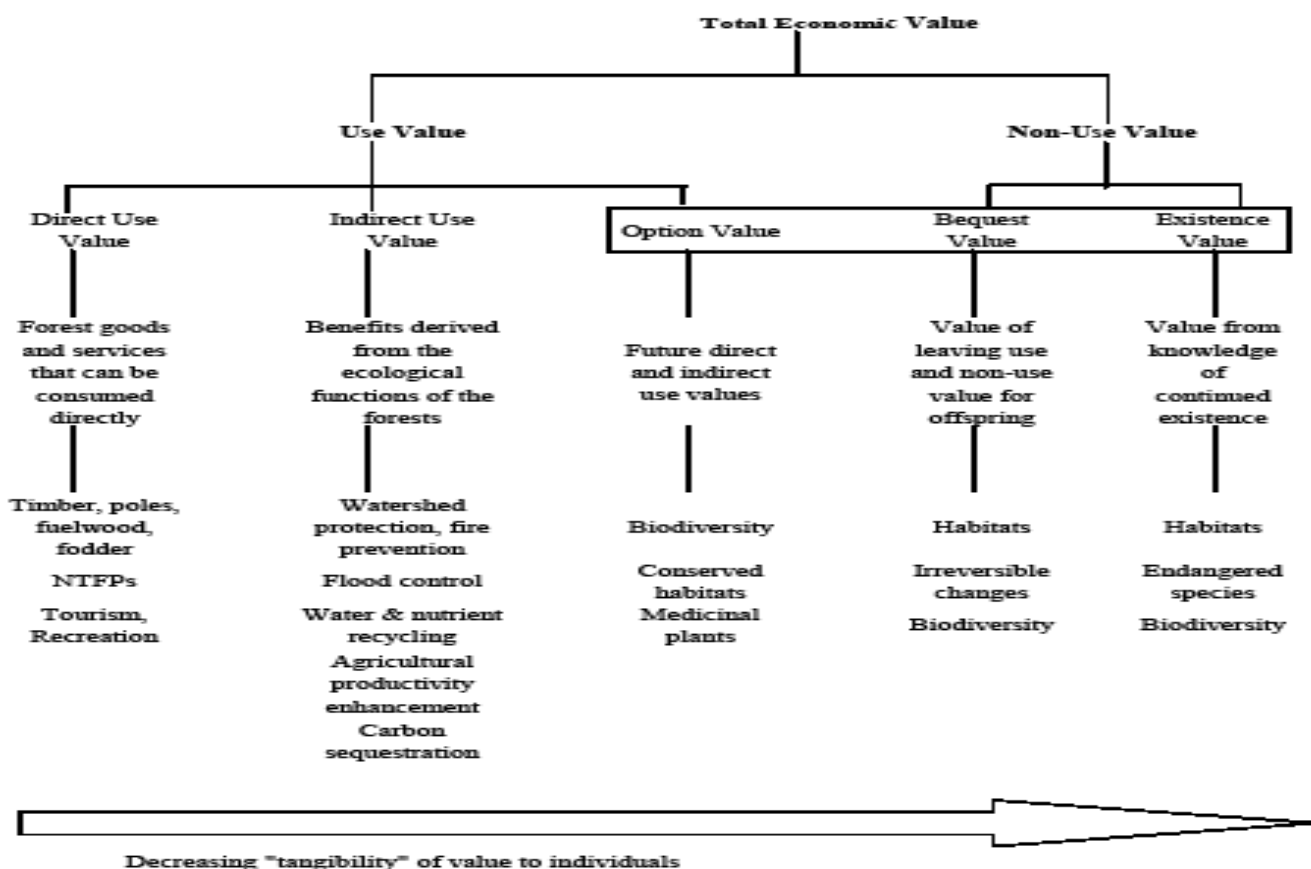 Total Economic Value
Use Value
Non-Use Value
Direct Use
Value
Indirect Use
Value
Option Value
Bequest
Value
Existence
Value
Forest goods
and services
that can be
consumed
directly
Benefits derived
from the
ecological
functions of the
forests
Future direct
and indirect
use values
Value of
leaving use
and non-use
value for
offspring
Value from
knowledge
of
continued
existence
Timber, poles,
fuelwood,
fodder
NTFPs
Tourism,
Recreation
Watershed
protection, fire
prevention
Flood control
Water & nutrient
recycling
Agricultural
productivity
enhancement
Carbon
sequestration
Biodiversity
Conserved
habitats
Medicinal
plants
Habitats
Irreversible
changes
Biodiversity
Habitats
Endangered
species
Biodiversity
Decreasing "tangibility" of value to individuals